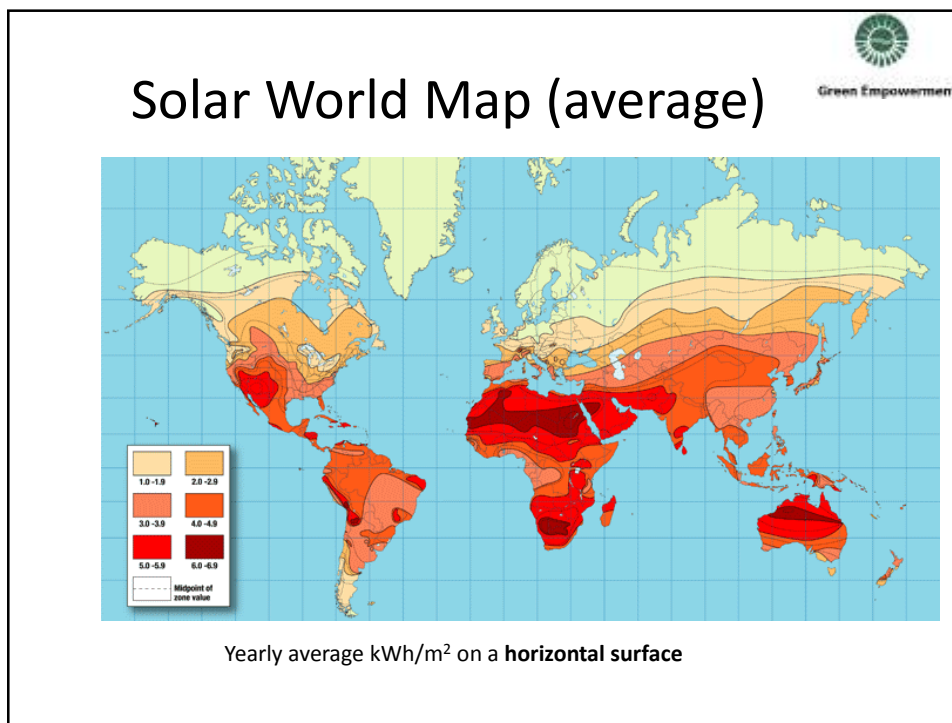 Green Empowerment
Solar World Map (average)
1.0 -1.9
2.0 -2.9
3.0 -3.9
4.0 -4.9
5.0 -5.9
6.0 -6.9
Midpoint of
zone value
Yearly average kWh/m² on a horizontal surface